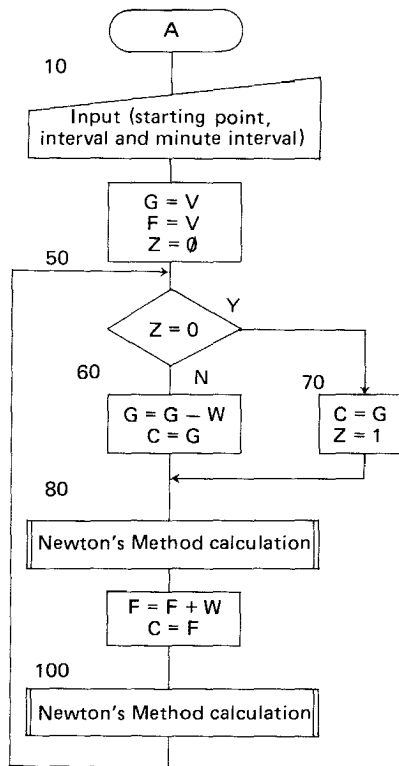 A
10
Input (starting point,
interval and minute interval)
G = V
F = V
Z = 0
50
Y
Z = 0
60
N
70
G = G – W
C = G
C = G
Z = 1
80
Newton's Method calculation
F = F + W
C = F
100
Newton's Method calculation